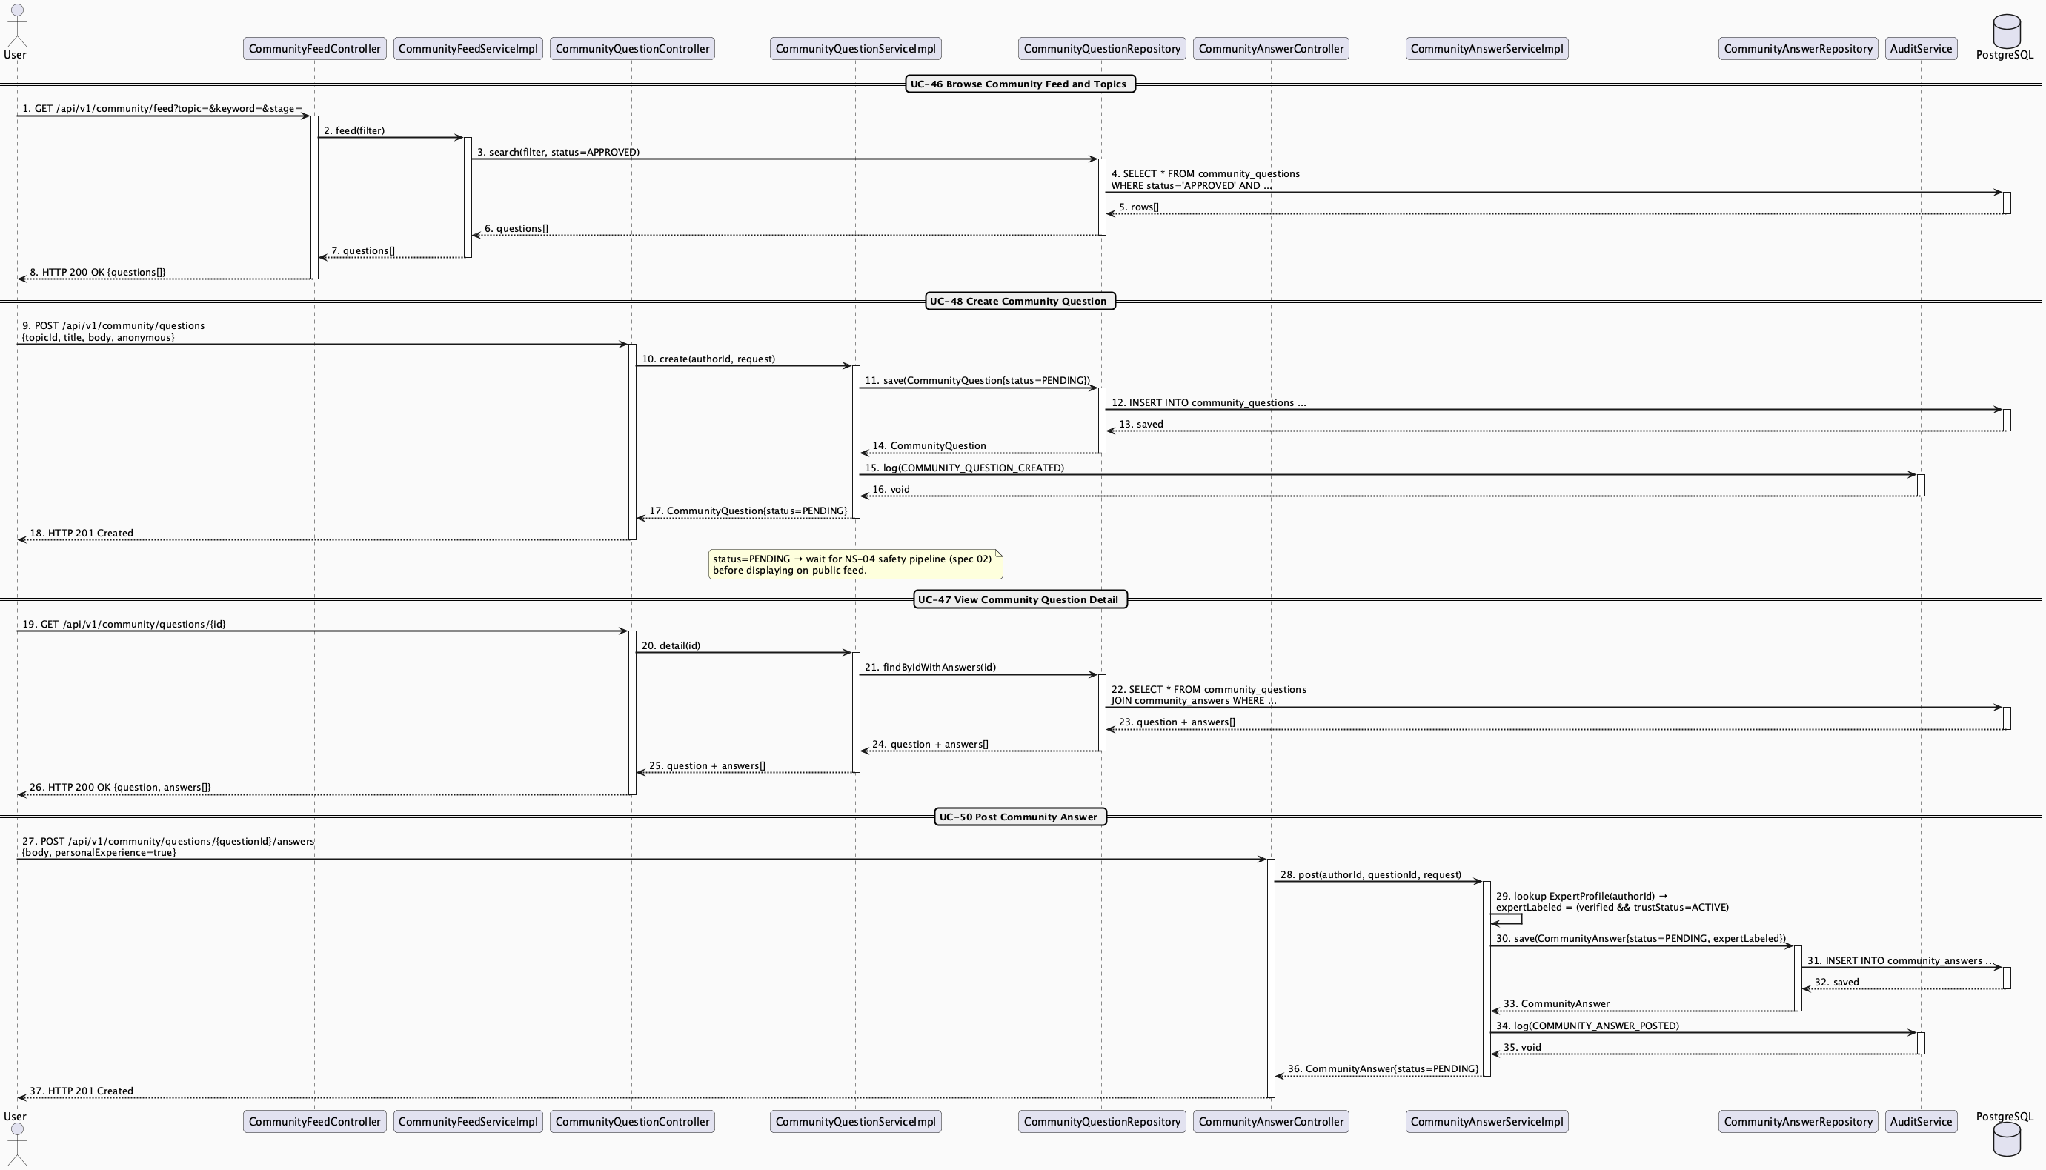 User
CommunityFeedController
CommunityFeedServiceImpl
CommunityQuestionController
CommunityQuestionServiceImpl
CommunityQuestionRepository
CommunityAnswerController
CommunityAnswerServiceImpl
CommunityAnswerRepository
AuditService
PostgreSQL
UC-46 Browse Community Feed and Topics
1. GET /api/v1/community/feed?topic=&keyword=&stage=
2. feed(filter)
3. search(filter, status=APPROVED)
4. SELECT * FROM community_questions
WHERE status='APPROVED' AND ...
5. rows[]
6. questions[]
7. questions[]
8. HTTP 200 OK {questions[]}
UC-48 Create Community Question
9. POST /api/v1/community/questions
{topicId, title, body, anonymous}
10. create(authorId, request)
11. save(CommunityQuestion{status=PENDING})
12. INSERT INTO community_questions ...
13. saved
14. CommunityQuestion
15. log(COMMUNITY_QUESTION_CREATED)
16. void
17. CommunityQuestion{status=PENDING}
18. HTTP 201 Created
status=PENDING → wait for NS-04 safety pipeline (spec 02)
before displaying on public feed.
UC-47 View Community Question Detail
19. GET /api/v1/community/questions/{id}
20. detail(id)
21. findByIdWithAnswers(id)
22. SELECT * FROM community_questions
JOIN community_answers WHERE ...
23. question + answers[]
24. question + answers[]
25. question + answers[]
26. HTTP 200 OK {question, answers[]}
UC-50 Post Community Answer
27. POST /api/v1/community/questions/{questionId}/answers
{body, personalExperience=true}
28. post(authorId, questionId, request)
29. lookup ExpertProfile(authorId) →
expertLabeled = (verified && trustStatus=ACTIVE)
30. save(CommunityAnswer{status=PENDING, expertLabeled})
31. INSERT INTO community_answers ...
32. saved
33. CommunityAnswer
34. log(COMMUNITY_ANSWER_POSTED)
35. void
36. CommunityAnswer{status=PENDING}
37. HTTP 201 Created
User
CommunityFeedController
CommunityFeedServiceImpl
CommunityQuestionController
CommunityQuestionServiceImpl
CommunityQuestionRepository
CommunityAnswerController
CommunityAnswerServiceImpl
CommunityAnswerRepository
AuditService
PostgreSQL